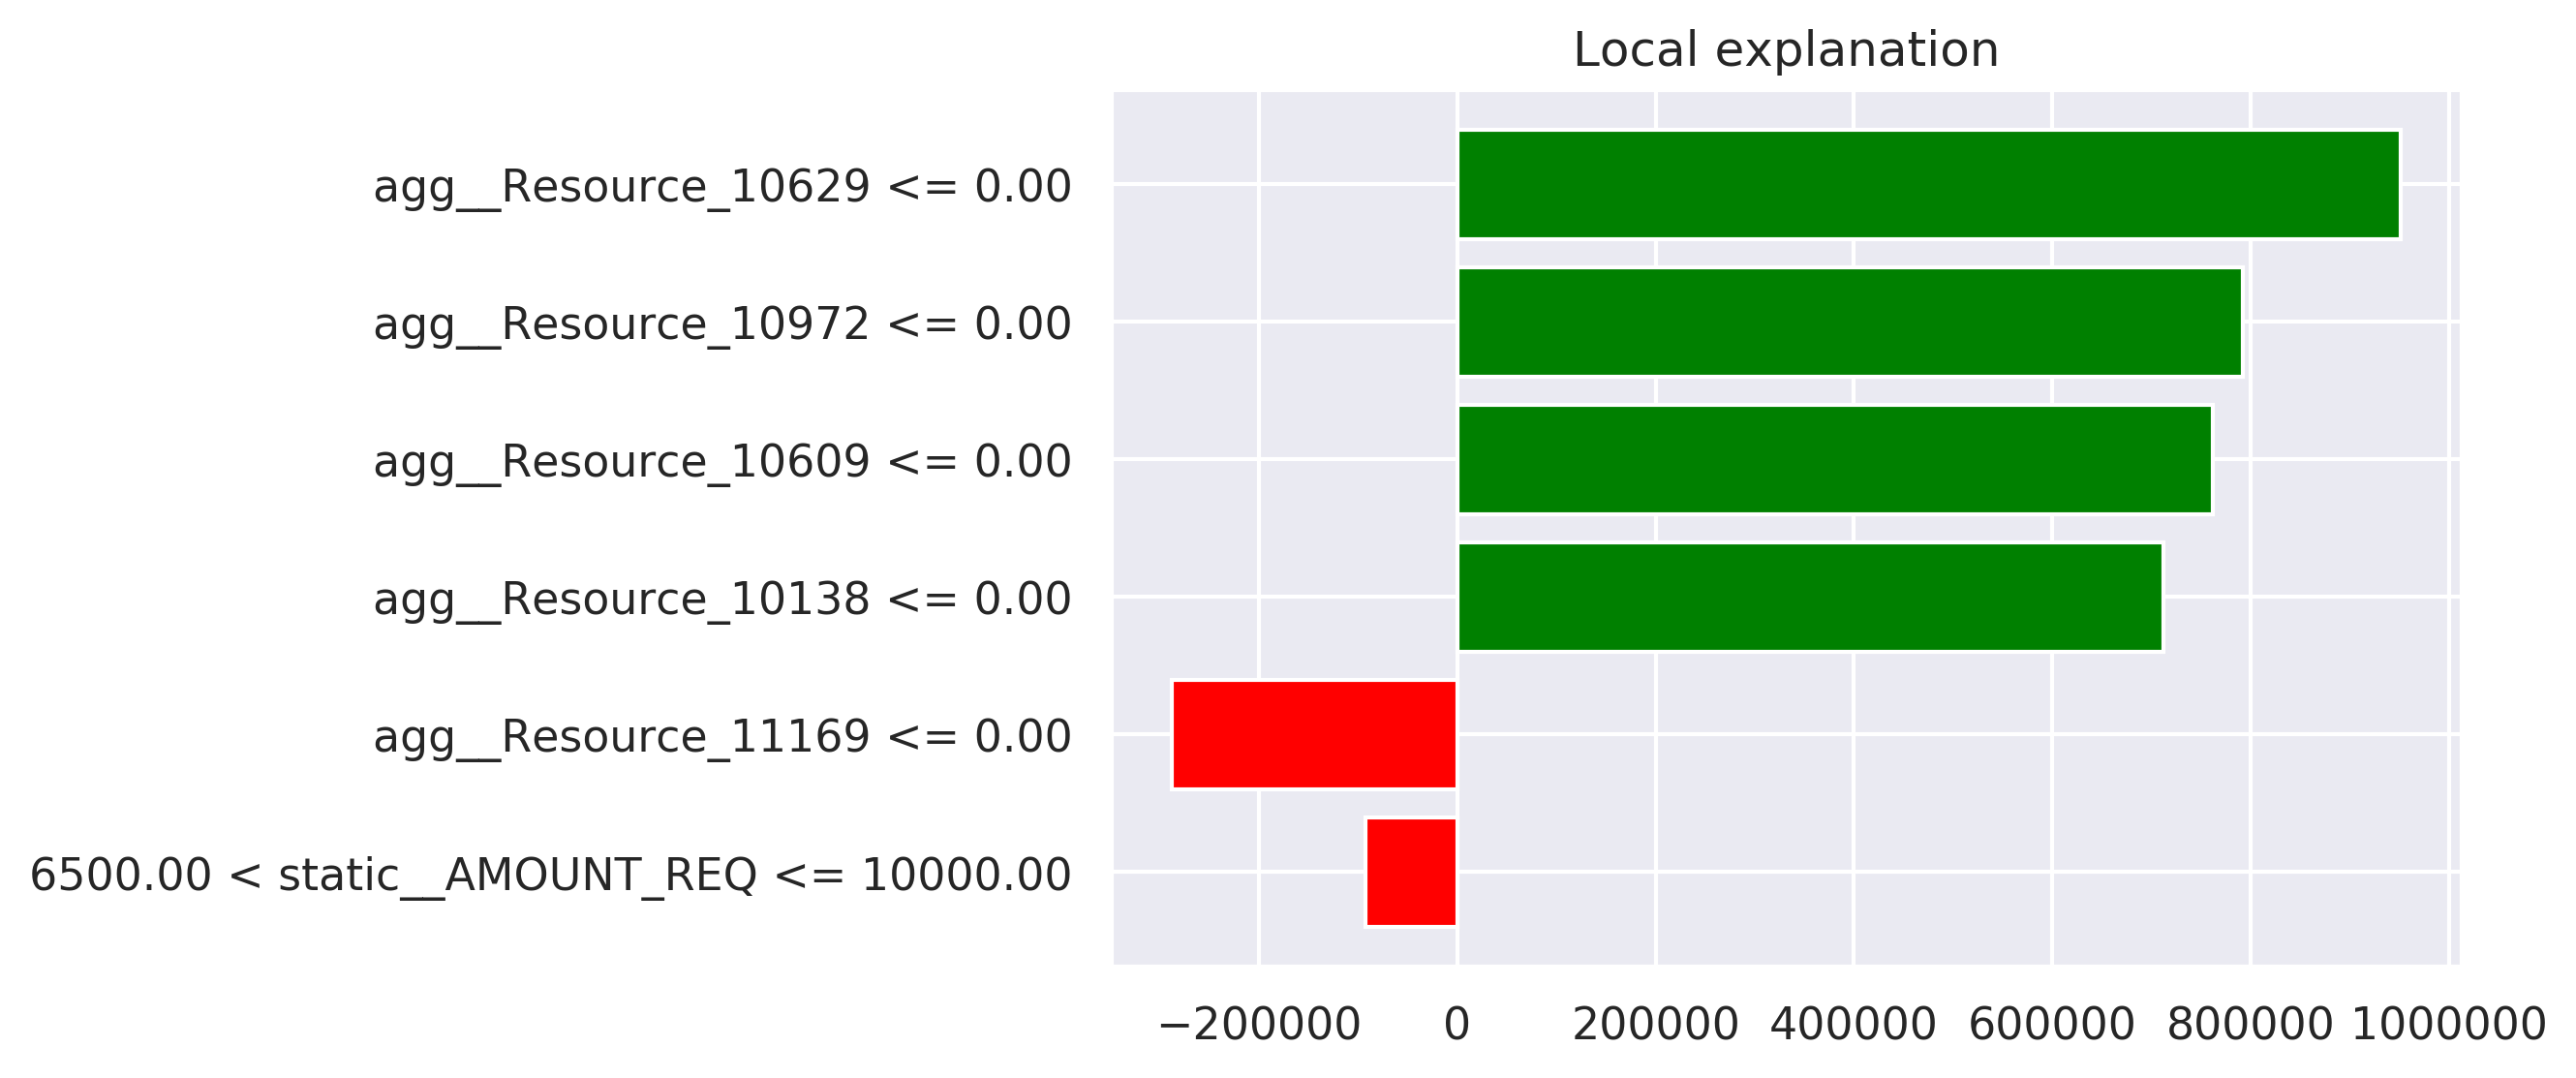 Local explanation
agg__Resource_10629 <= 0.00
agg__Resource_10972 <= 0.00
agg__Resource_10609 <= 0.00
agg__Resource_10138 <= 0.00
agg__Resource_11169 <= 0.00
6500.00 < static__AMOUNT_REQ <= 10000.00
−200000 0 200000 400000 600000 800000 1000000